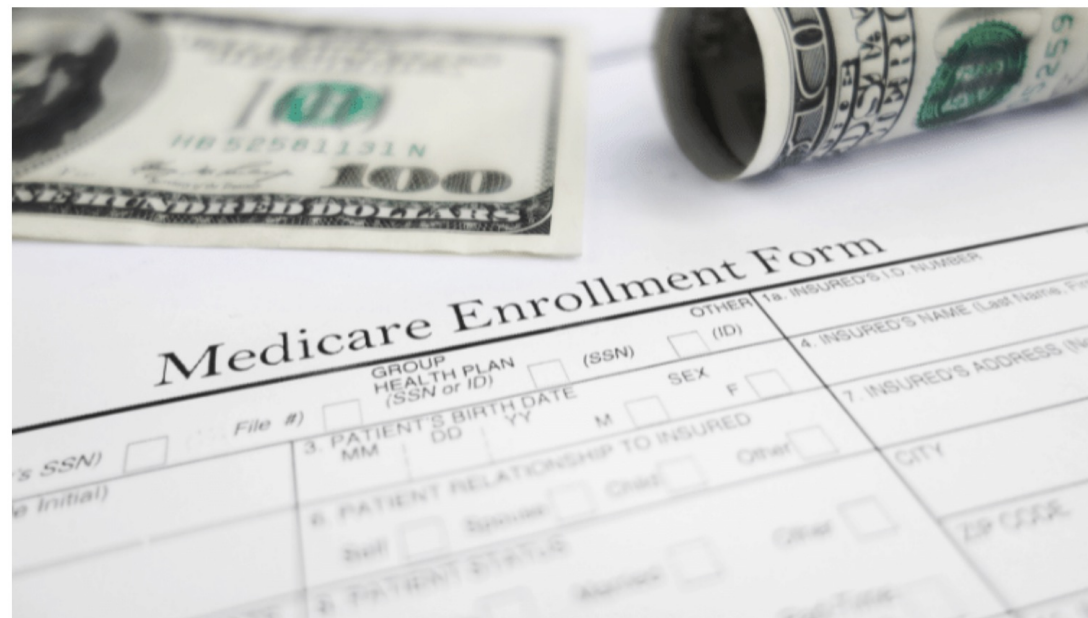 100
HB 52581131 N
100
NE HUNDRED DOLLARS
Medicare Enrollment Form
1a. INSURED'S I.D. NUMBER
GROUP
HEALTH PLAN
(SSN or ID)
(SSN)
OTHER
(ID)
4. INSURED'S NAME (Last Name, Fir
's SSN)
File #)
3. PATIENT'S BIRTH DATE
MM
DD
YY
SEX
M
F
7. INSURED'S ADDRESS (No
e Initial)
6. PATIENT RELATIONSHIP TO INSURED
Self
Spouse
Child
Other
CITY
8. PATIENT STATUS
Married
Other
ZIP CODE